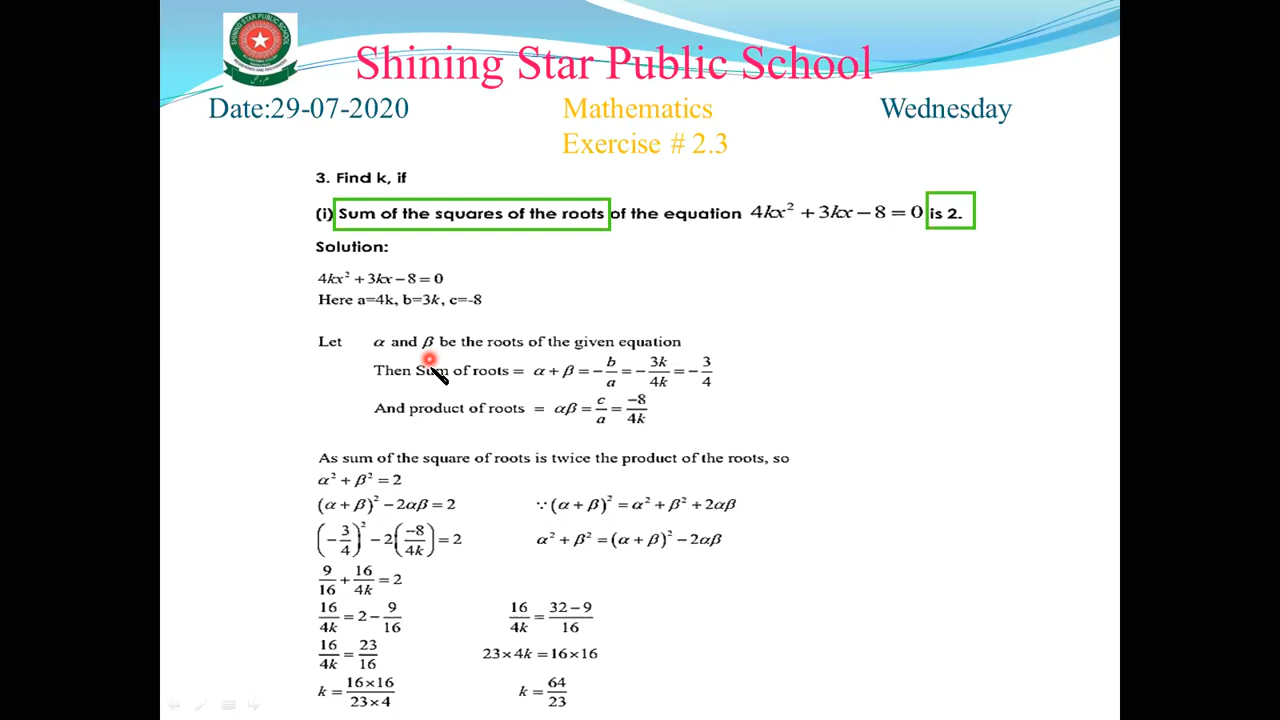 SHINING STAR PUBLIC SCHOOL
Shining Star Public School
Date:29-07-2020 Mathematics Wednesday
Exercise # 2.3
3. Find k, if
(i) Sum of the squares of the roots of the equation 4kx² + 3kx − 8 = 0 is 2.
Solution:
4kx² + 3kx − 8 = 0
Here a=4k, b=3k, c=-8
Let α and β be the roots of the given equation
Then Sum of roots = α + β = − b/a = − 3k/4k = − 3/4
And product of roots = αβ = c/a = −8/4k
As sum of the square of roots is twice the product of the roots, so
α² + β² = 2
(α + β)² − 2αβ = 2 ∵ (α + β)² = α² + β² + 2αβ
(− 3/4)² − 2(−8/4k) = 2 α² + β² = (α + β)² − 2αβ
9/16 + 16/4k = 2
16/4k = 2 − 9/16 16/4k = 32 − 9/16
16/4k = 23/16 23 × 4k = 16 × 16
k = 16 × 16/23 × 4 k = 64/23